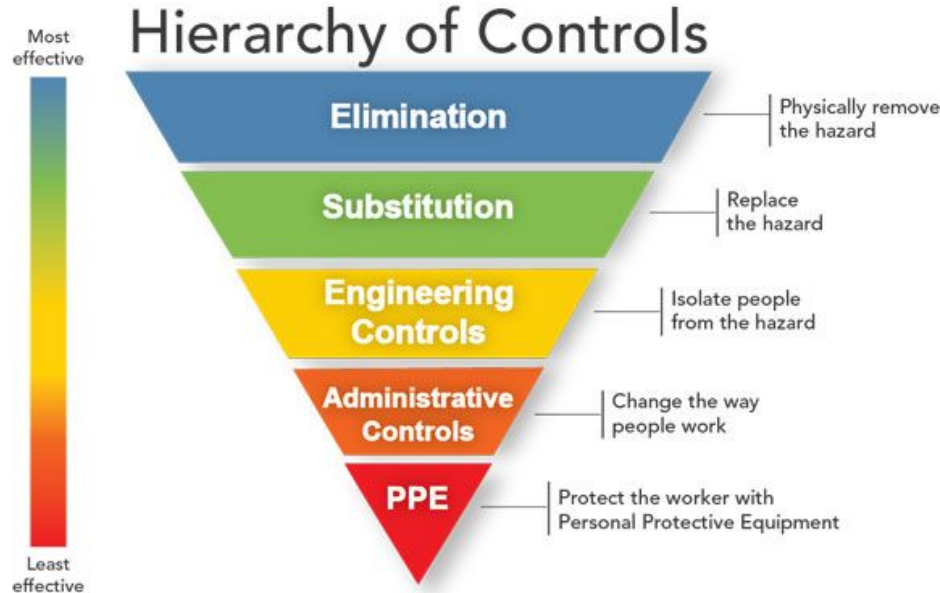 Hierarchy of Controls
Most
effective
Elimination
Physically remove
the hazard
Substitution
Replace
the hazard
Engineering
Controls
Isolate people
from the hazard
Administrative
Controls
Change the way
people work
PPE
Protect the worker with
Personal Protective Equipment
Least
effective